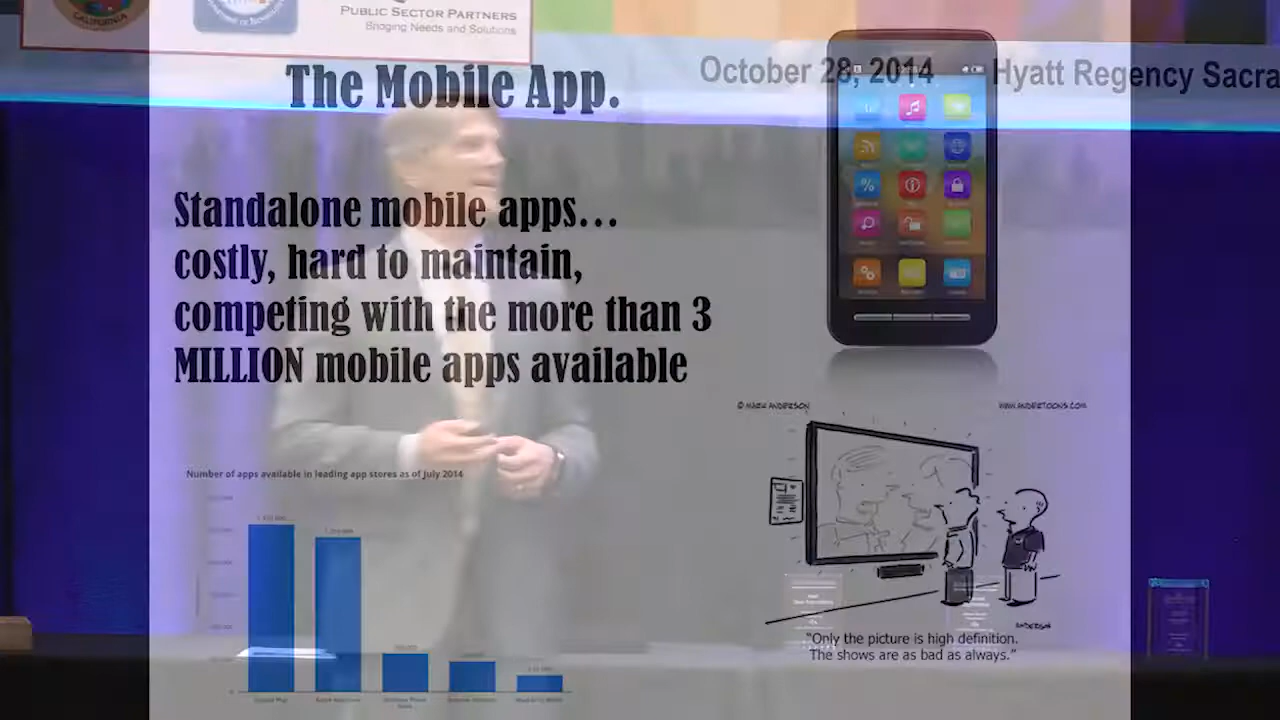 CALIFORNIA
PUBLIC SECTOR PARTNERS
Bridging Needs and Solutions
October 28, 2014 Hyatt Regency Sacra
The Mobile App.
Standalone mobile apps...
costly, hard to maintain,
competing with the more than 3
MILLION mobile apps available
© MARK ANDERSON
WWW.ANDERTOONS.COM
Number of apps available in leading app stores as of July 2014
ANDERSON
"Only the picture is high definition.
The shows are as bad as always."